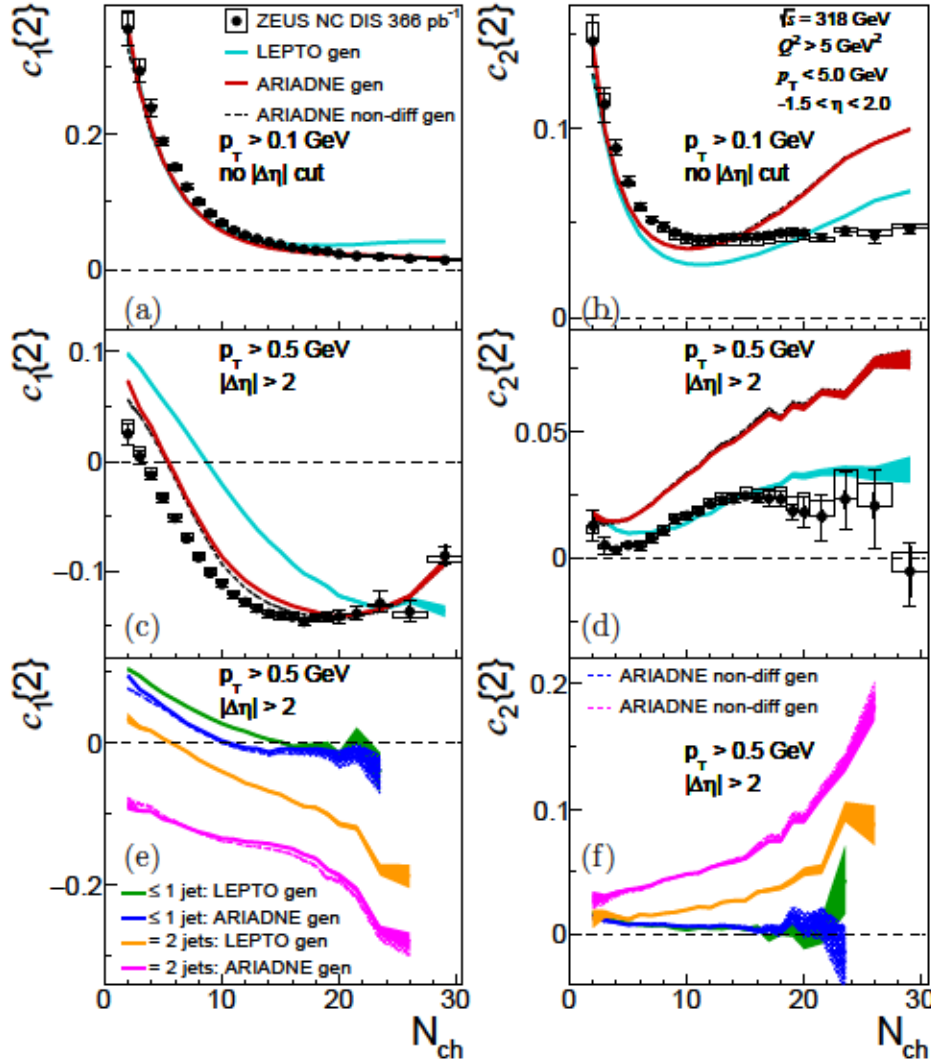 c₁{2}
ZEUS NC DIS 366 pb⁻¹
LEPTO gen
ARIADNE gen
ARIADNE non-diff gen
0.2
p_T > 0.1 GeV
no |Δη| cut
0
(a)
c₂{2}
√s = 318 GeV
Q² > 5 GeV²
p_T < 5.0 GeV
-1.5 < η < 2.0
0.1
p_T > 0.1 GeV
no |Δη| cut
0
(b)
c₁{2}
0.1
p_T > 0.5 GeV
|Δη| > 2
0
−0.1
(c)
c₂{2}
p_T > 0.5 GeV
|Δη| > 2
0.05
0
(d)
c₁{2}
p_T > 0.5 GeV
|Δη| > 2
0
(e)
−0.2
≤ 1 jet: LEPTO gen
≤ 1 jet: ARIADNE gen
= 2 jets: LEPTO gen
= 2 jets: ARIADNE gen
0 10 20 30
N_ch
c₂{2}
0.2
ARIADNE non-diff gen
ARIADNE non-diff gen
p_T > 0.5 GeV
|Δη| > 2
0.1
(f)
0
0 10 20 30
N_ch